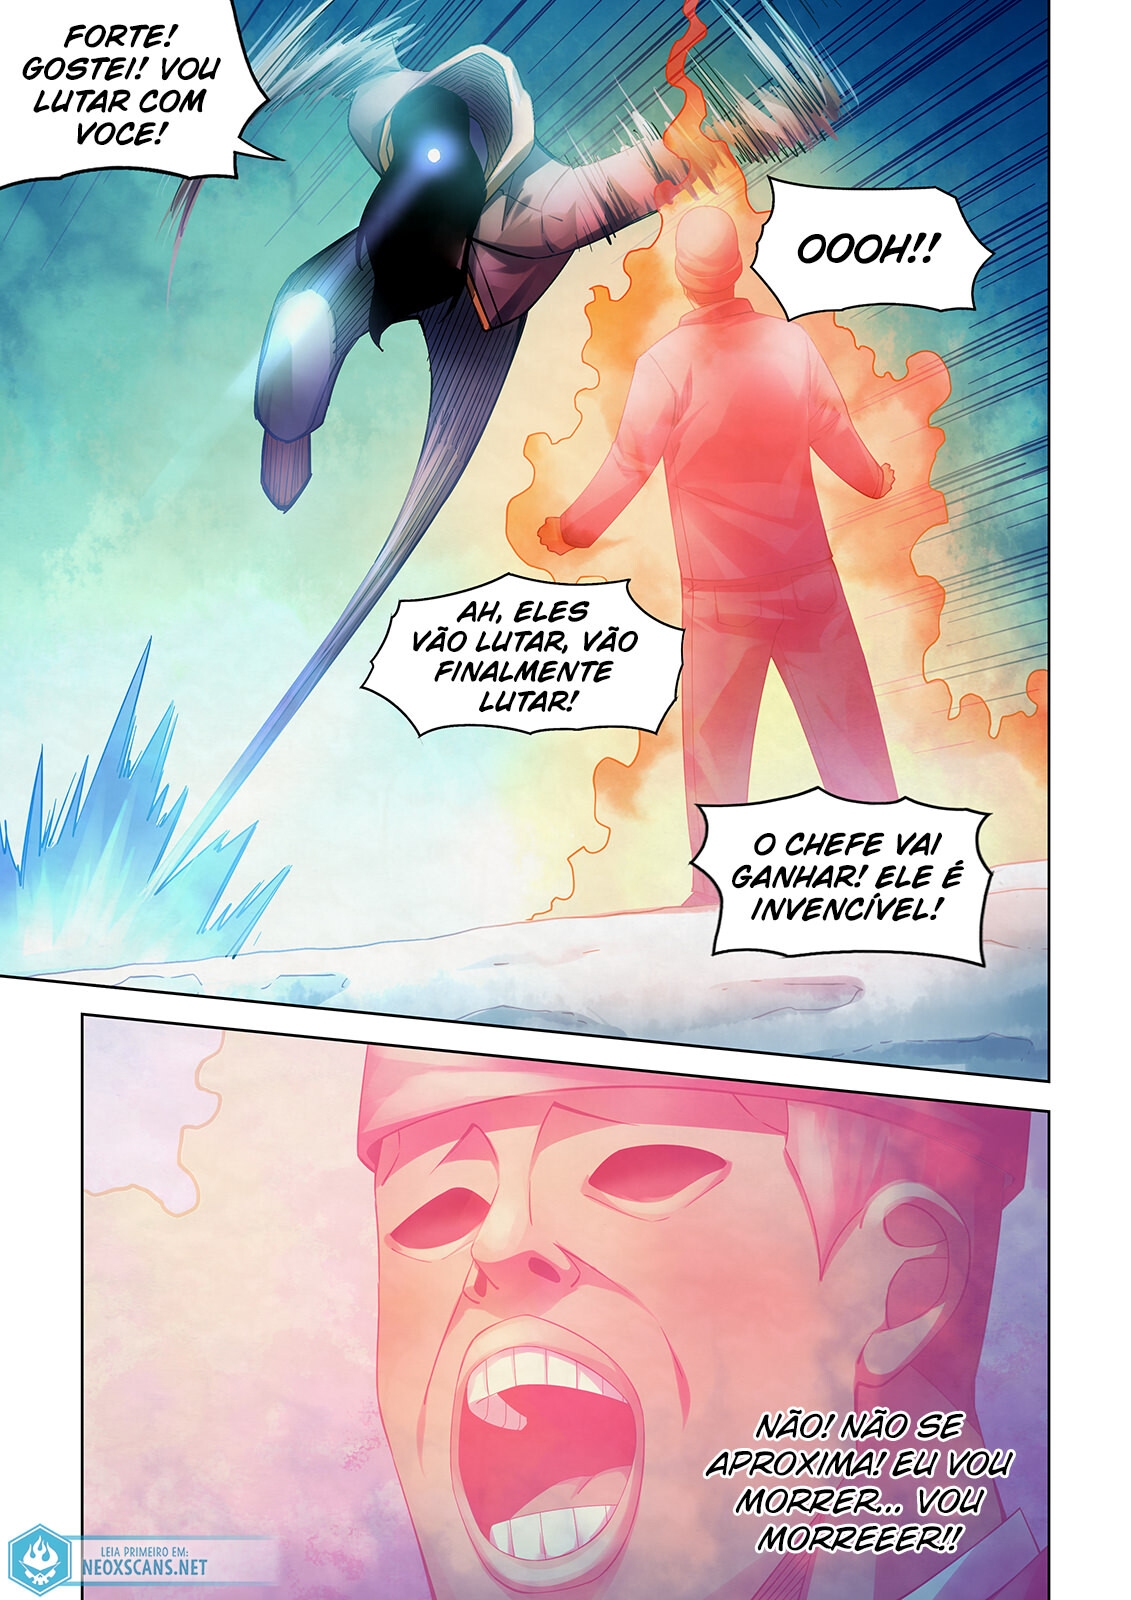 FORTE!
GOSTEI! VOU
LUTAR COM
VOCE!
OOOH!!
AH, ELES
VÃO LUTAR, VÃO
FINALMENTE
LUTAR!
O CHEFE VAI
GANHAR! ELE É
INVENCÍVEL!
NÃO! NÃO SE
APROXIMA! EU VOU
MORRER... VOU
MORREEER!!
LEIA PRIMEIRO EM:
NEOXSCANS.NET